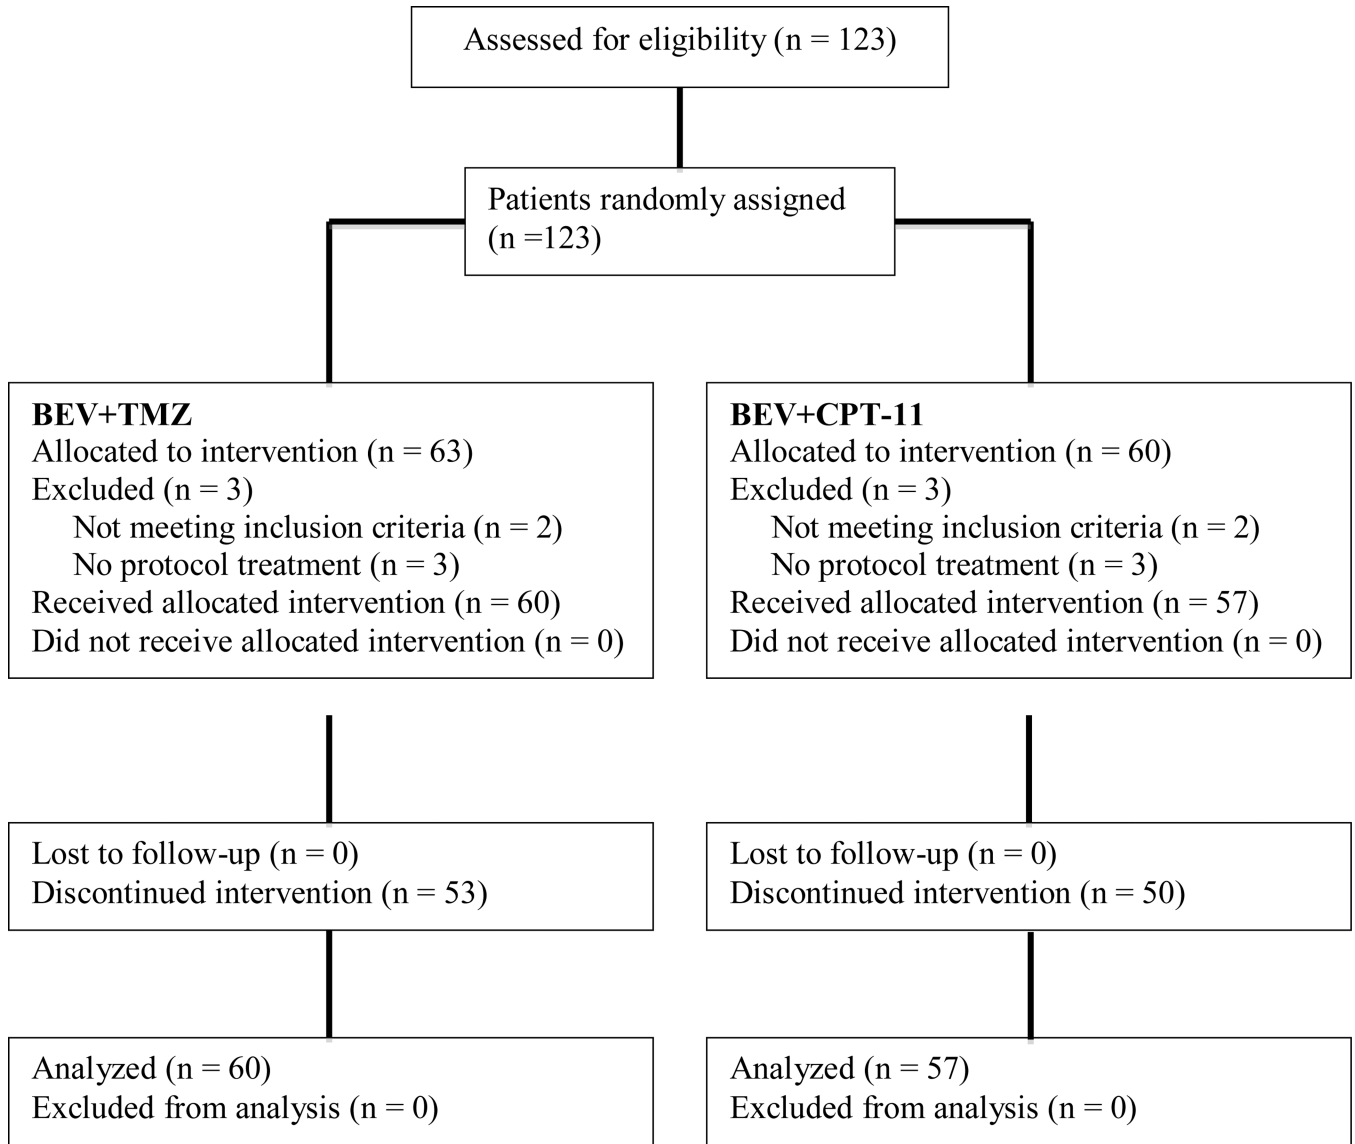 Assessed for eligibility (n = 123)
Patients randomly assigned
(n =123)
BEV+TMZ
Allocated to intervention (n = 63)
Excluded (n = 3)
Not meeting inclusion criteria (n = 2)
No protocol treatment (n = 3)
Received allocated intervention (n = 60)
Did not receive allocated intervention (n = 0)
BEV+CPT-11
Allocated to intervention (n = 60)
Excluded (n = 3)
Not meeting inclusion criteria (n = 2)
No protocol treatment (n = 3)
Received allocated intervention (n = 57)
Did not receive allocated intervention (n = 0)
Lost to follow-up (n = 0)
Discontinued intervention (n = 53)
Lost to follow-up (n = 0)
Discontinued intervention (n = 50)
Analyzed (n = 60)
Excluded from analysis (n = 0)
Analyzed (n = 57)
Excluded from analysis (n = 0)